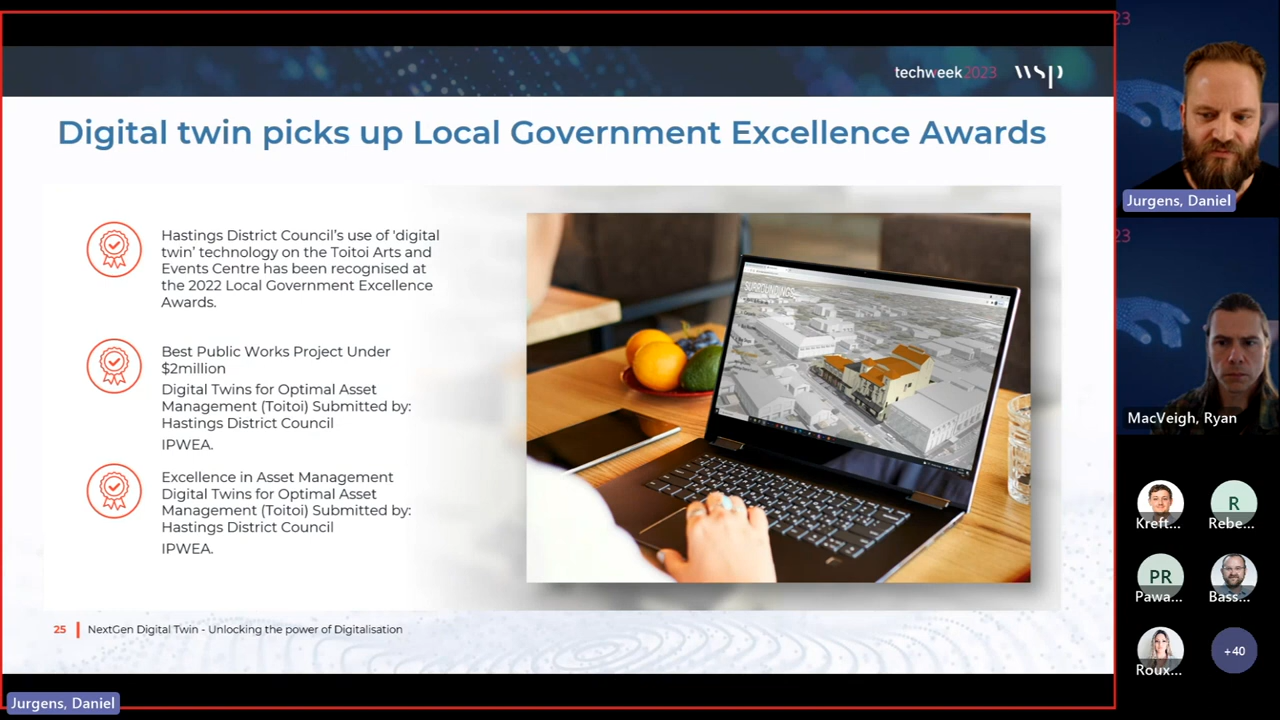 techweek2023 wsp
Digital twin picks up Local Government Excellence Awards
Hastings District Council's use of 'digital
twin' technology on the Toitoi Arts and
Events Centre has been recognised at
the 2022 Local Government Excellence
Awards.
Best Public Works Project Under
$2million
Digital Twins for Optimal Asset
Management (Toitoi) Submitted by:
Hastings District Council
IPWEA.
Excellence in Asset Management
Digital Twins for Optimal Asset
Management (Toitoi) Submitted by:
Hastings District Council
IPWEA.
SURROUNDINGS
25 NextGen Digital Twin - Unlocking the power of Digitalisation
Jurgens, Daniel
23
Jurgens, Daniel
23
MacVeigh, Ryan
R
Kreft... Rebe...
PR
Pawa... Bass...
+40
Roux...